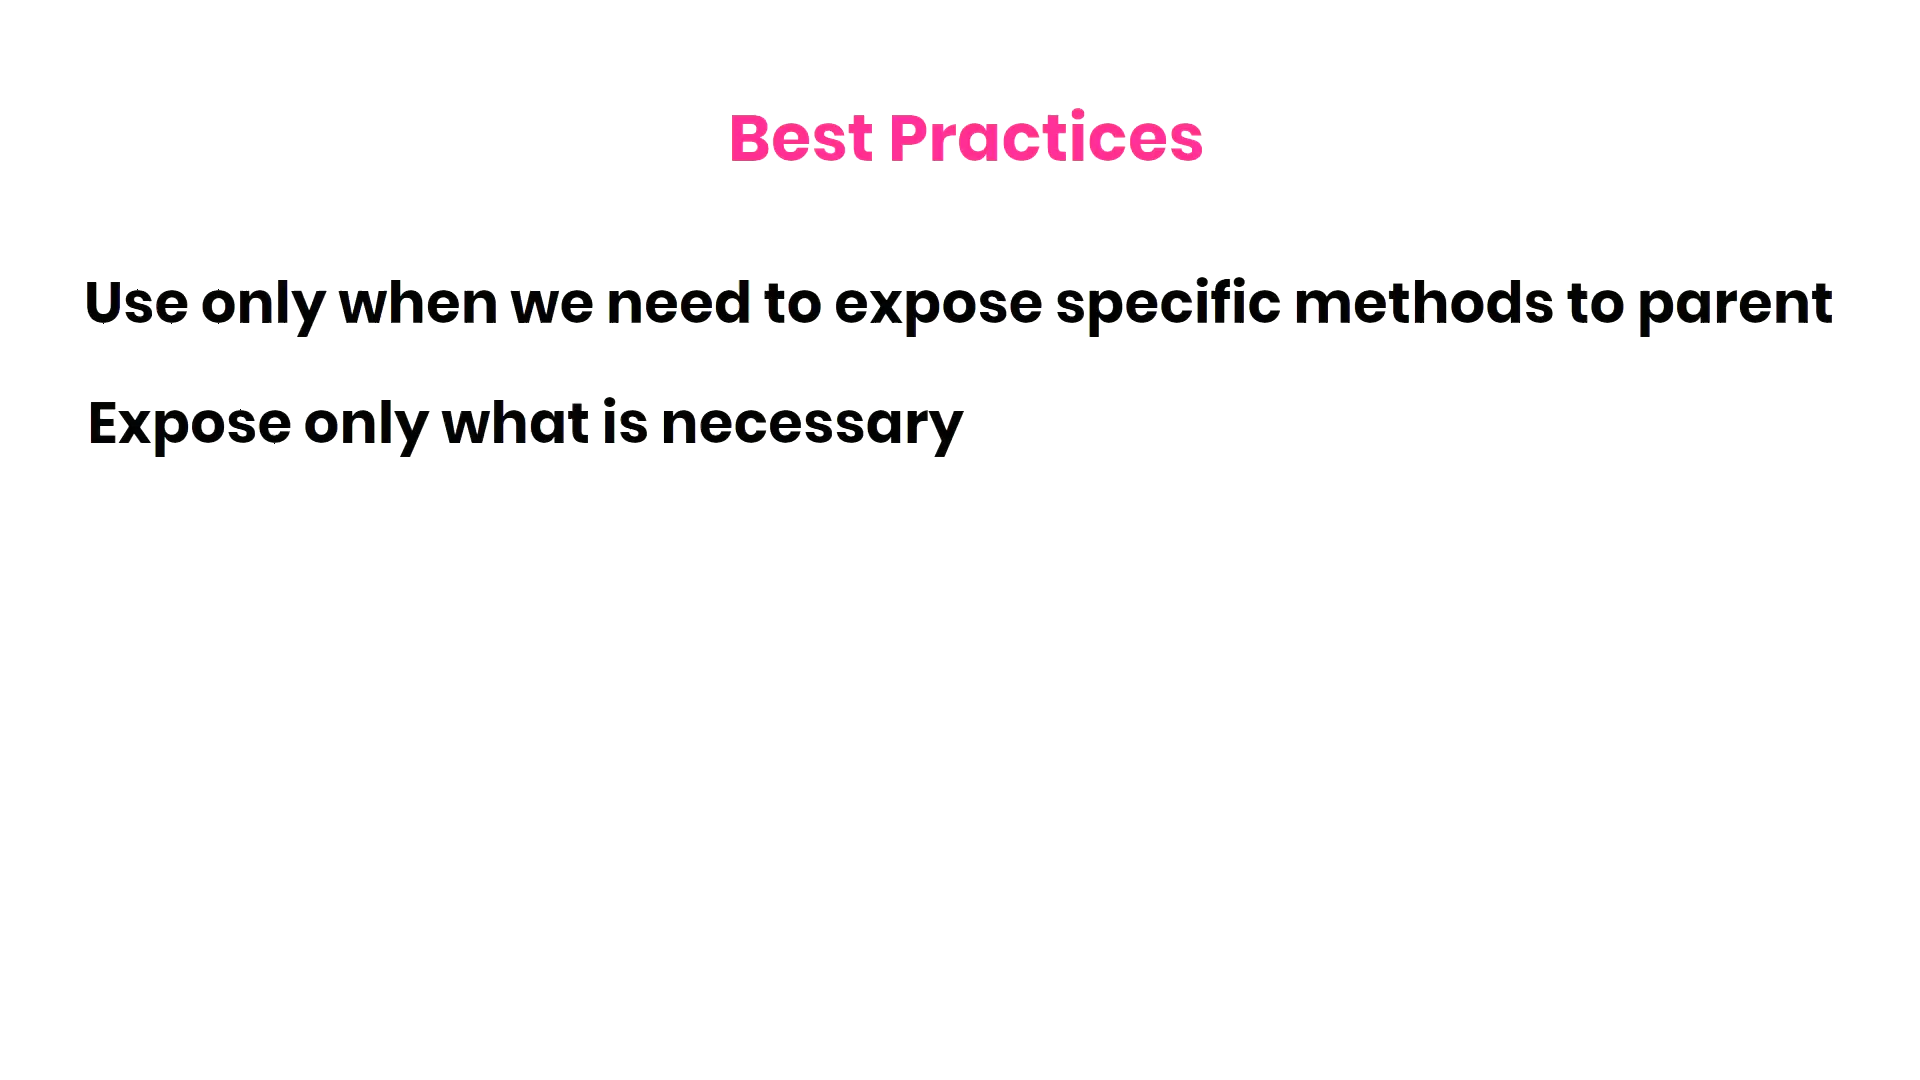 Best Practices
Use only when we need to expose specific methods to parent
Expose only what is necessary